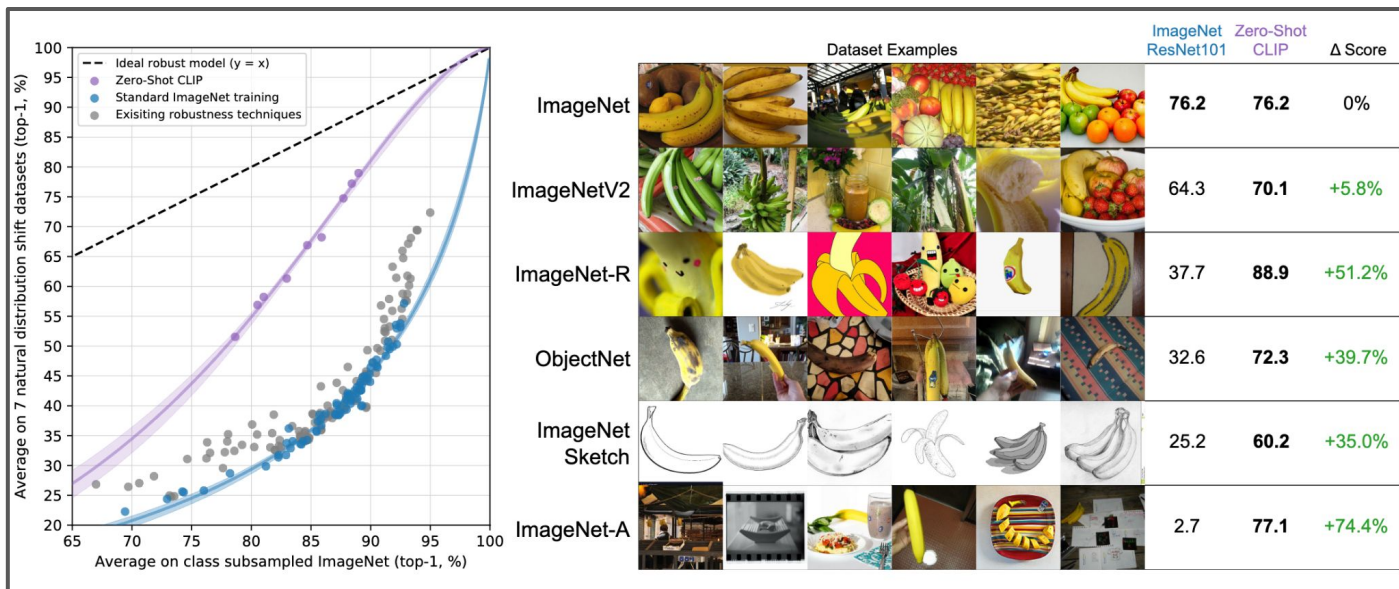 Average on 7 natural distribution shift datasets (top-1, %)
100
95
90
85
80
75
70
65
60
55
50
45
40
35
30
25
20
65
70
75
80
85
90
95
100
Average on class subsampled ImageNet (top-1, %)
Ideal robust model (y = x)
Zero-Shot CLIP
Standard ImageNet training
Exisiting robustness techniques
Dataset Examples
ImageNet
ResNet101
Zero-Shot
CLIP
Δ Score
ImageNet
76.2
76.2
0%
ImageNetV2
64.3
70.1
+5.8%
ImageNet-R
37.7
88.9
+51.2%
ObjectNet
32.6
72.3
+39.7%
ImageNet
Sketch
25.2
60.2
+35.0%
ImageNet-A
2.7
77.1
+74.4%